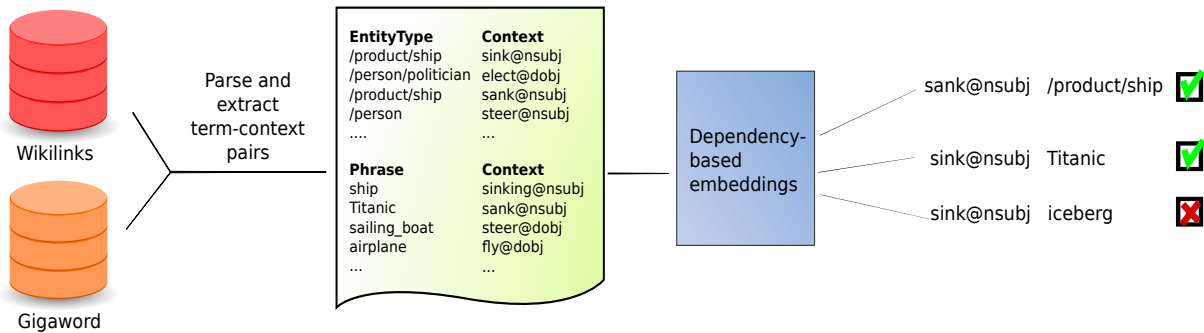 Wikilinks
Gigaword
Parse and
extract
term-context
pairs
EntityType Context
/product/ship sink@nsubj
/person/politician elect@dobj
/product/ship sank@nsubj
/person steer@nsubj
.... ...
Phrase Context
ship sinking@nsubj
Titanic sank@nsubj
sailing_boat steer@dobj
airplane fly@dobj
... ...
Dependency-
based
embeddings
sank@nsubj /product/ship
sink@nsubj Titanic
sink@nsubj iceberg